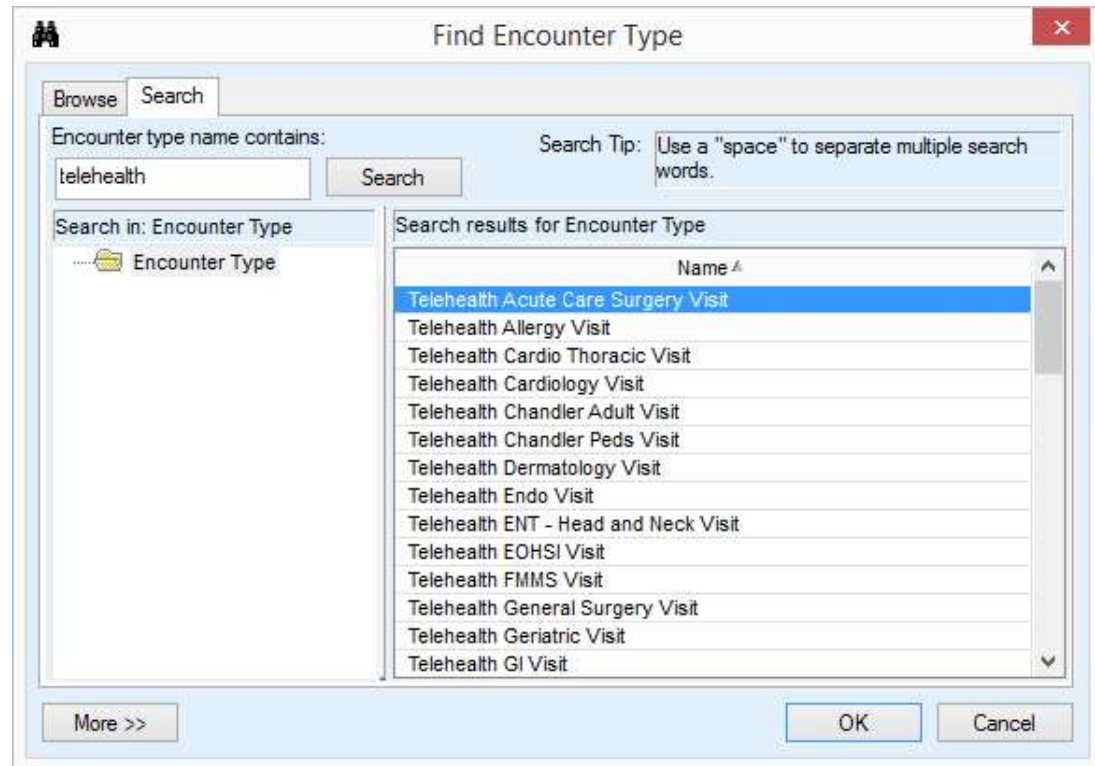 Find Encounter Type
Browse
Search
Encounter type name contains:
telehealth
Search
Search Tip:
Use a "space" to separate multiple search
words.
Search in: Encounter Type
Encounter Type
Search results for Encounter Type
Name
Telehealth Acute Care Surgery Visit
Telehealth Allergy Visit
Telehealth Cardio Thoracic Visit
Telehealth Cardiology Visit
Telehealth Chandler Adult Visit
Telehealth Chandler Peds Visit
Telehealth Dermatology Visit
Telehealth Endo Visit
Telehealth ENT - Head and Neck Visit
Telehealth EOHSI Visit
Telehealth FMMS Visit
Telehealth General Surgery Visit
Telehealth Geriatric Visit
Telehealth GI Visit
More >>
OK
Cancel